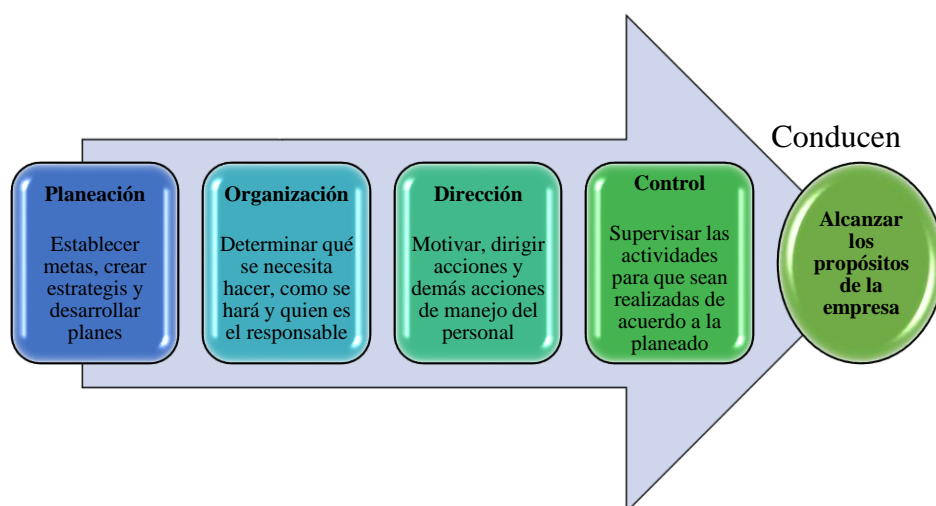 Planeación
Establecer
metas, crear
estrategis y
desarrollar
planes
Organización
Determinar qué
se necesita
hacer, como se
hará y quien es
el responsable
Dirección
Motivar, dirigir
acciones y
demás acciones
de manejo del
personal
Control
Supervisar las
actividades
para que sean
realizadas de
acuerdo a la
planeado
Conducen
Alcanzar
los
propósitos
de la
empresa